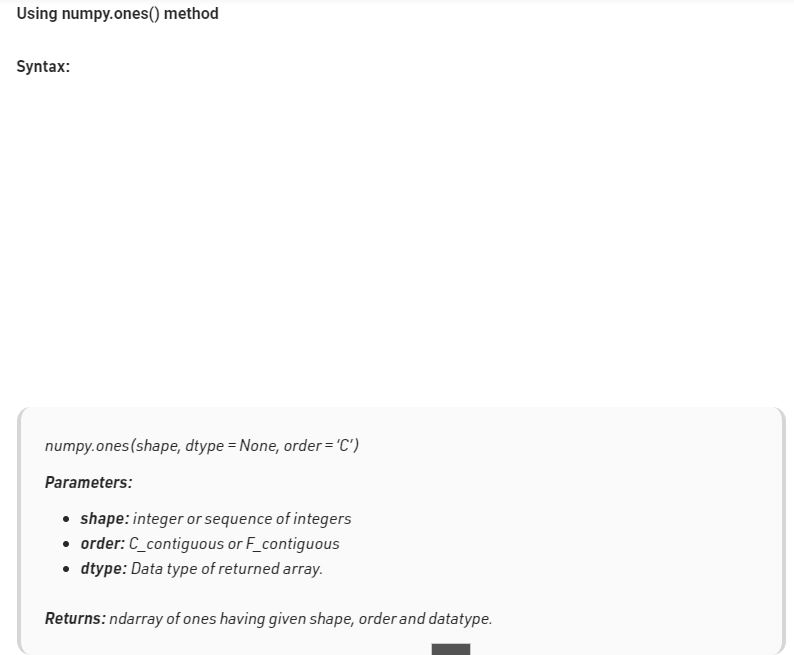 Using numpy.ones() method
Syntax:
numpy.ones(shape, dtype = None, order = ‘C’)
Parameters:
shape: integer or sequence of integers
order: C_contiguous or F_contiguous
dtype: Data type of returned array.
Returns: ndarray of ones having given shape, order and datatype.